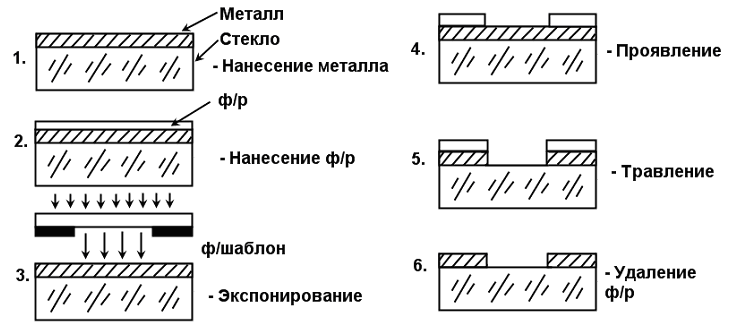 Металл
Стекло
1.
- Нанесение металла
ф/р
2.
- Нанесение ф/р
ф/шаблон
3.
- Экспонирование
4.
- Проявление
5.
- Травление
6.
- Удаление
ф/р